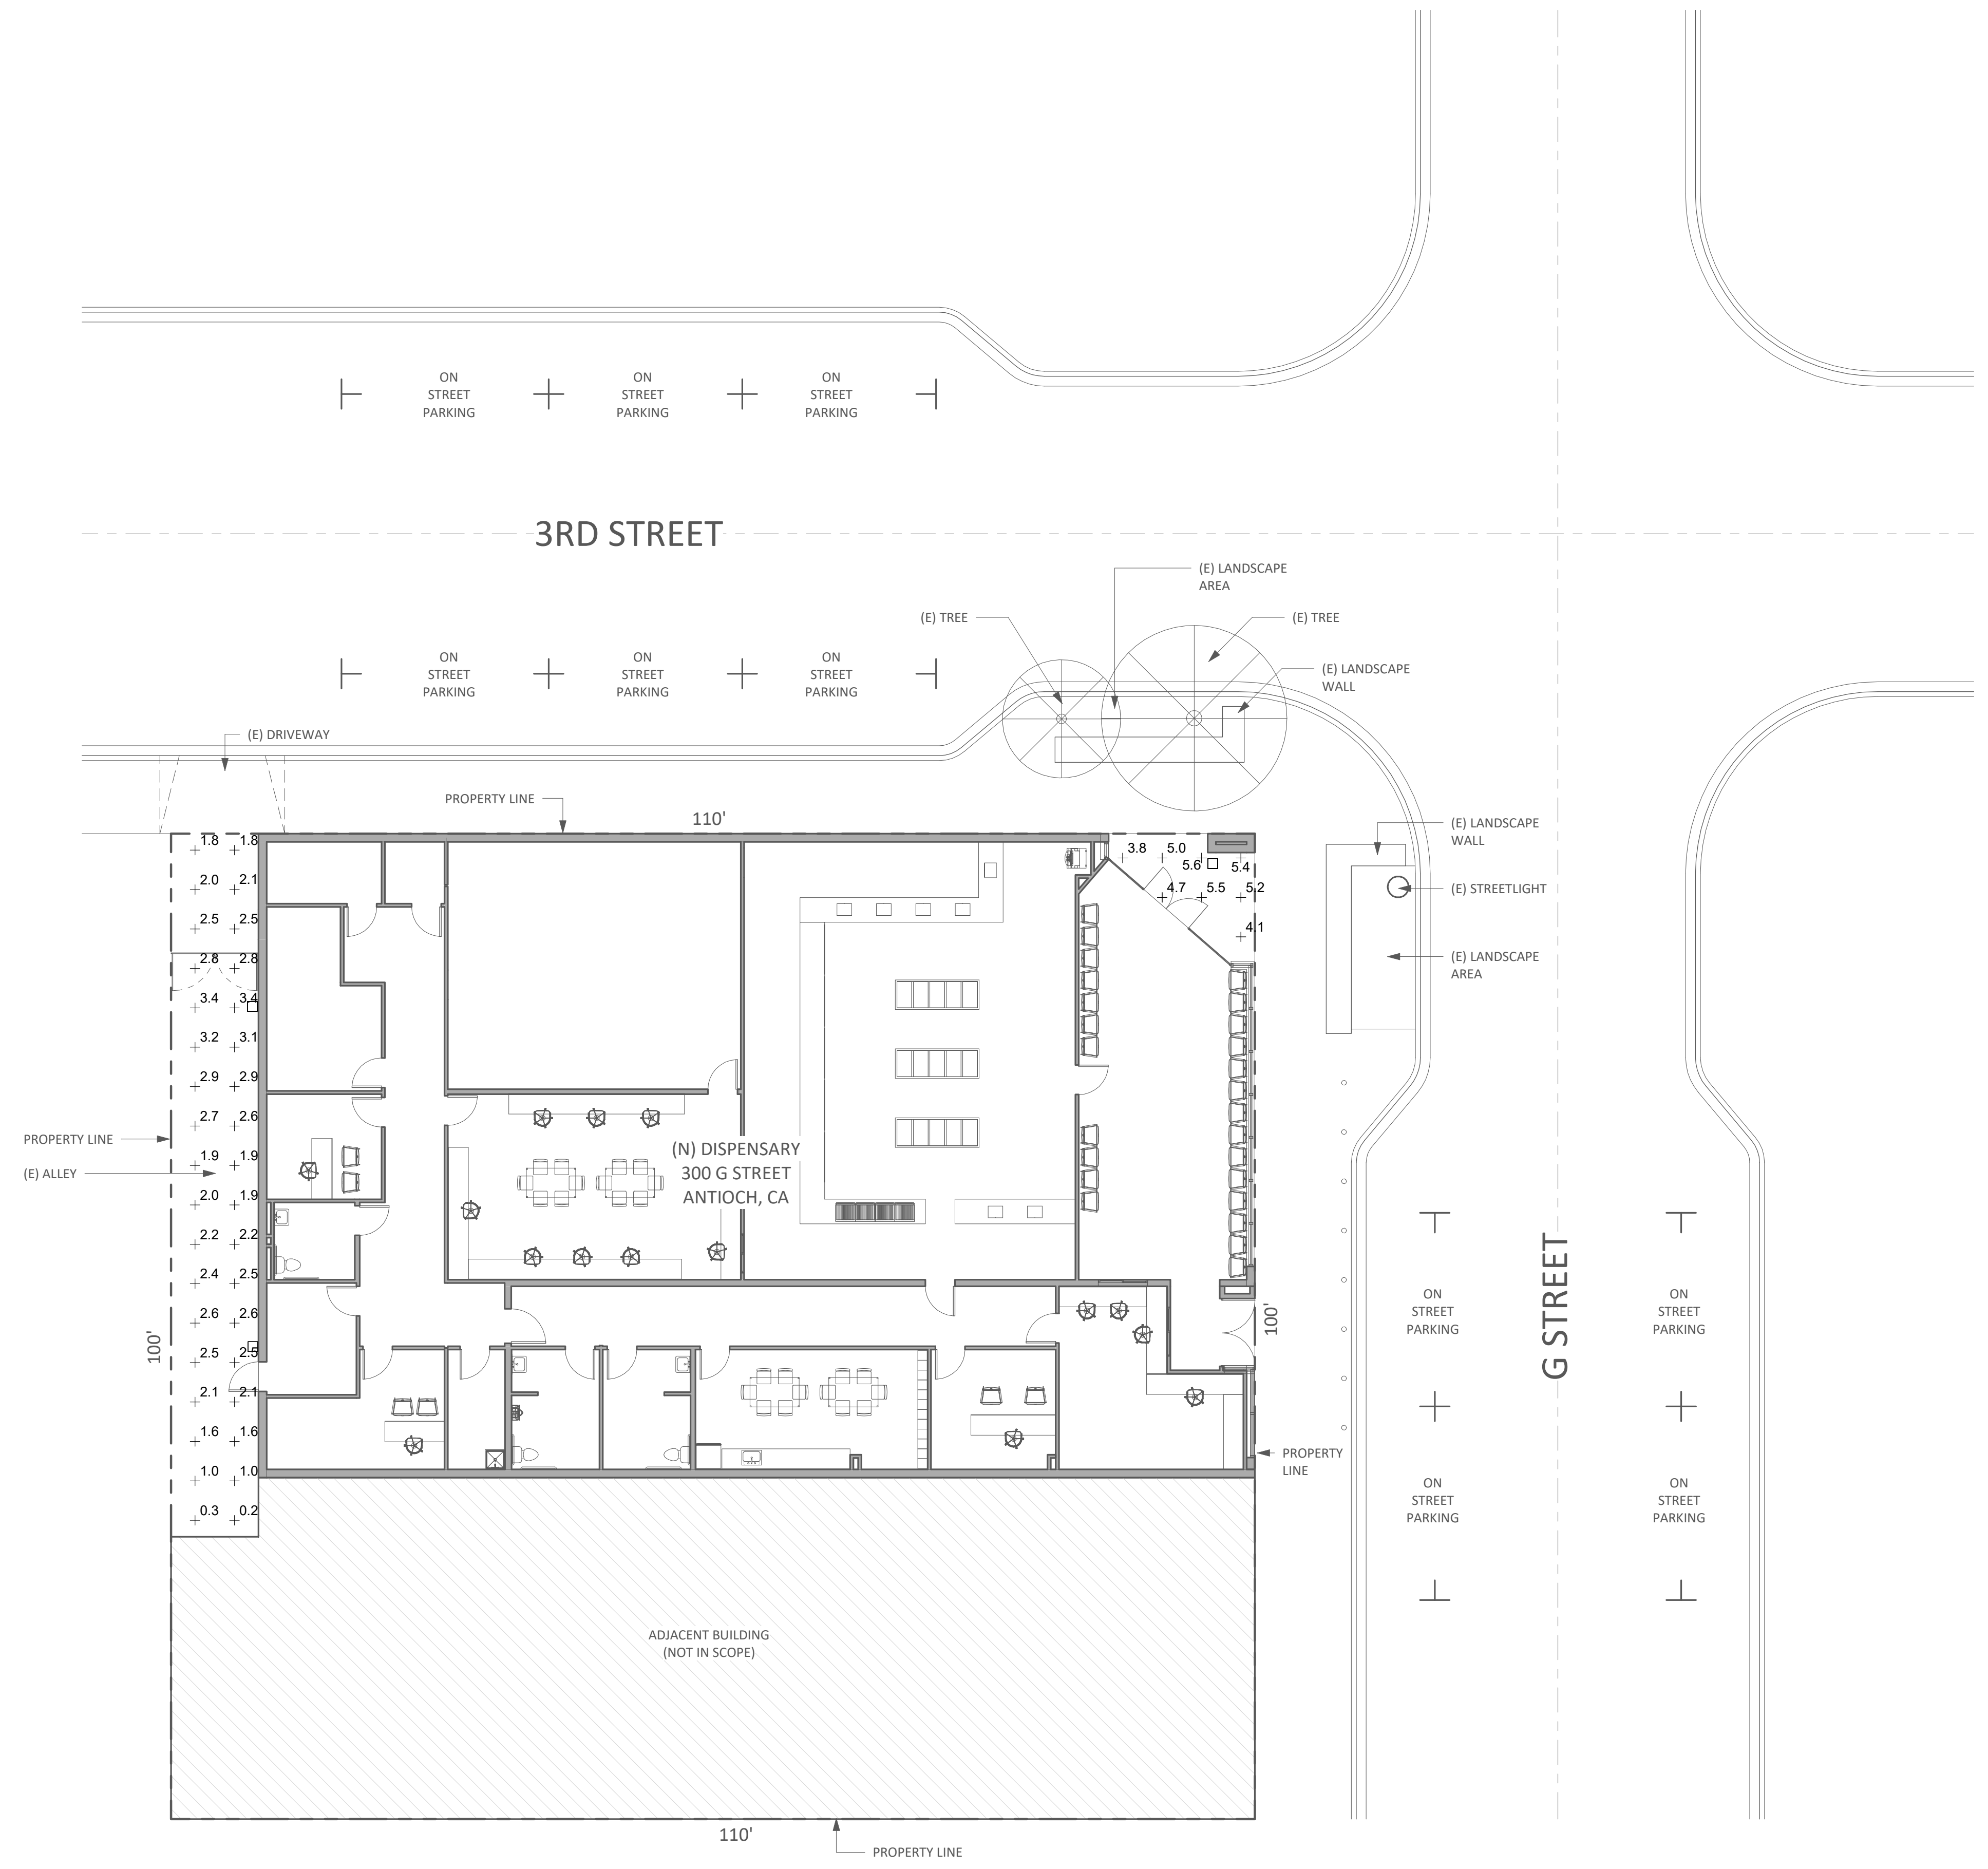 ON
STREET
PARKING
ON
STREET
PARKING
ON
STREET
PARKING
3RD STREET
(E) LANDSCAPE
AREA
(E) TREE
(E) TREE
ON
STREET
PARKING
ON
STREET
PARKING
ON
STREET
PARKING
(E) LANDSCAPE
WALL
(E) DRIVEWAY
PROPERTY LINE
110'
(E) LANDSCAPE
WALL
1.8 1.8
3.8 5.0
5.6 5.4
2.0 2.1
4.7 5.5 5.2
(E) STREETLIGHT
2.5 2.5
4.1
2.8 2.8
(E) LANDSCAPE
AREA
3.4 3.4
3.2 3.1
2.9 2.9
2.7 2.6
PROPERTY LINE
(N) DISPENSARY
300 G STREET
ANTIOCH, CA
1.9 1.9
(E) ALLEY
2.0 1.9
2.2 2.2
2.4 2.5
2.6 2.6
G STREET
ON
STREET
PARKING
ON
STREET
PARKING
100'
100'
2.5 2.5
2.1 2.1
1.6 1.6
PROPERTY
LINE
1.0 1.0
ON
STREET
PARKING
ON
STREET
PARKING
0.3 0.2
ADJACENT BUILDING
(NOT IN SCOPE)
110'
PROPERTY LINE